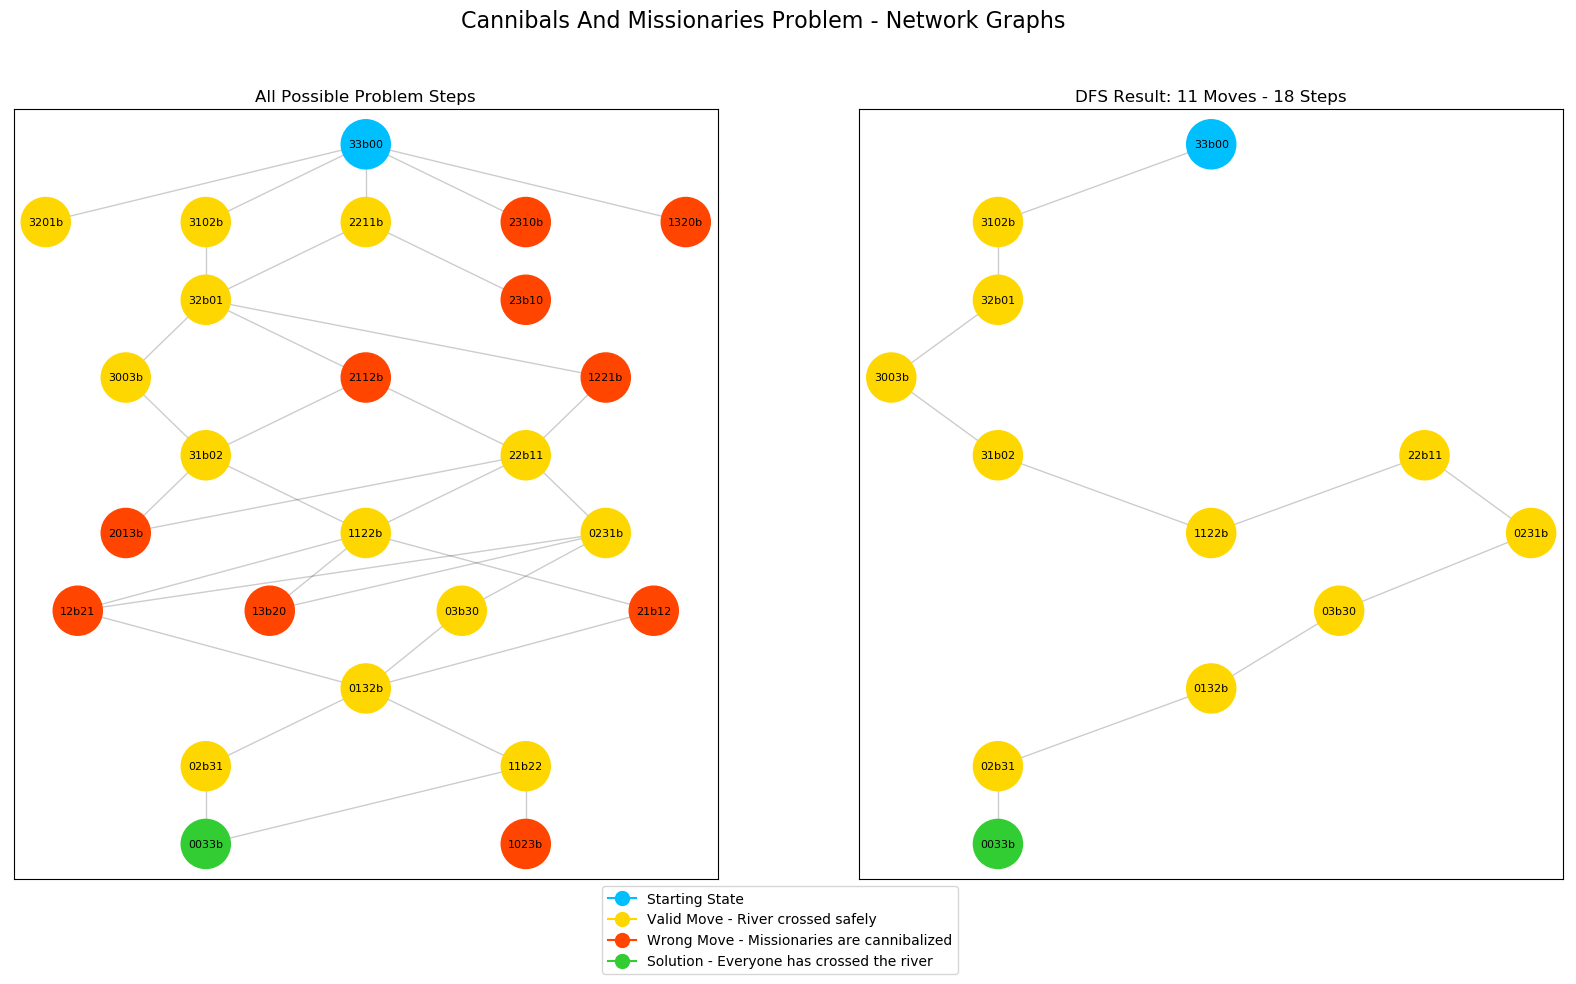 Cannibals And Missionaries Problem - Network Graphs
All Possible Problem Steps
33b00
3201b 3102b 2211b 2310b 1320b
32b01 23b10
3003b 2112b 1221b
31b02 22b11
2013b 1122b 0231b
12b21 13b20 03b30 21b12
0132b
02b31 11b22
0033b 1023b
DFS Result: 11 Moves - 18 Steps
33b00
3102b
32b01
3003b
31b02 22b11
1122b 0231b
03b30
0132b
02b31
0033b
Starting State
Valid Move - River crossed safely
Wrong Move - Missionaries are cannibalized
Solution - Everyone has crossed the river